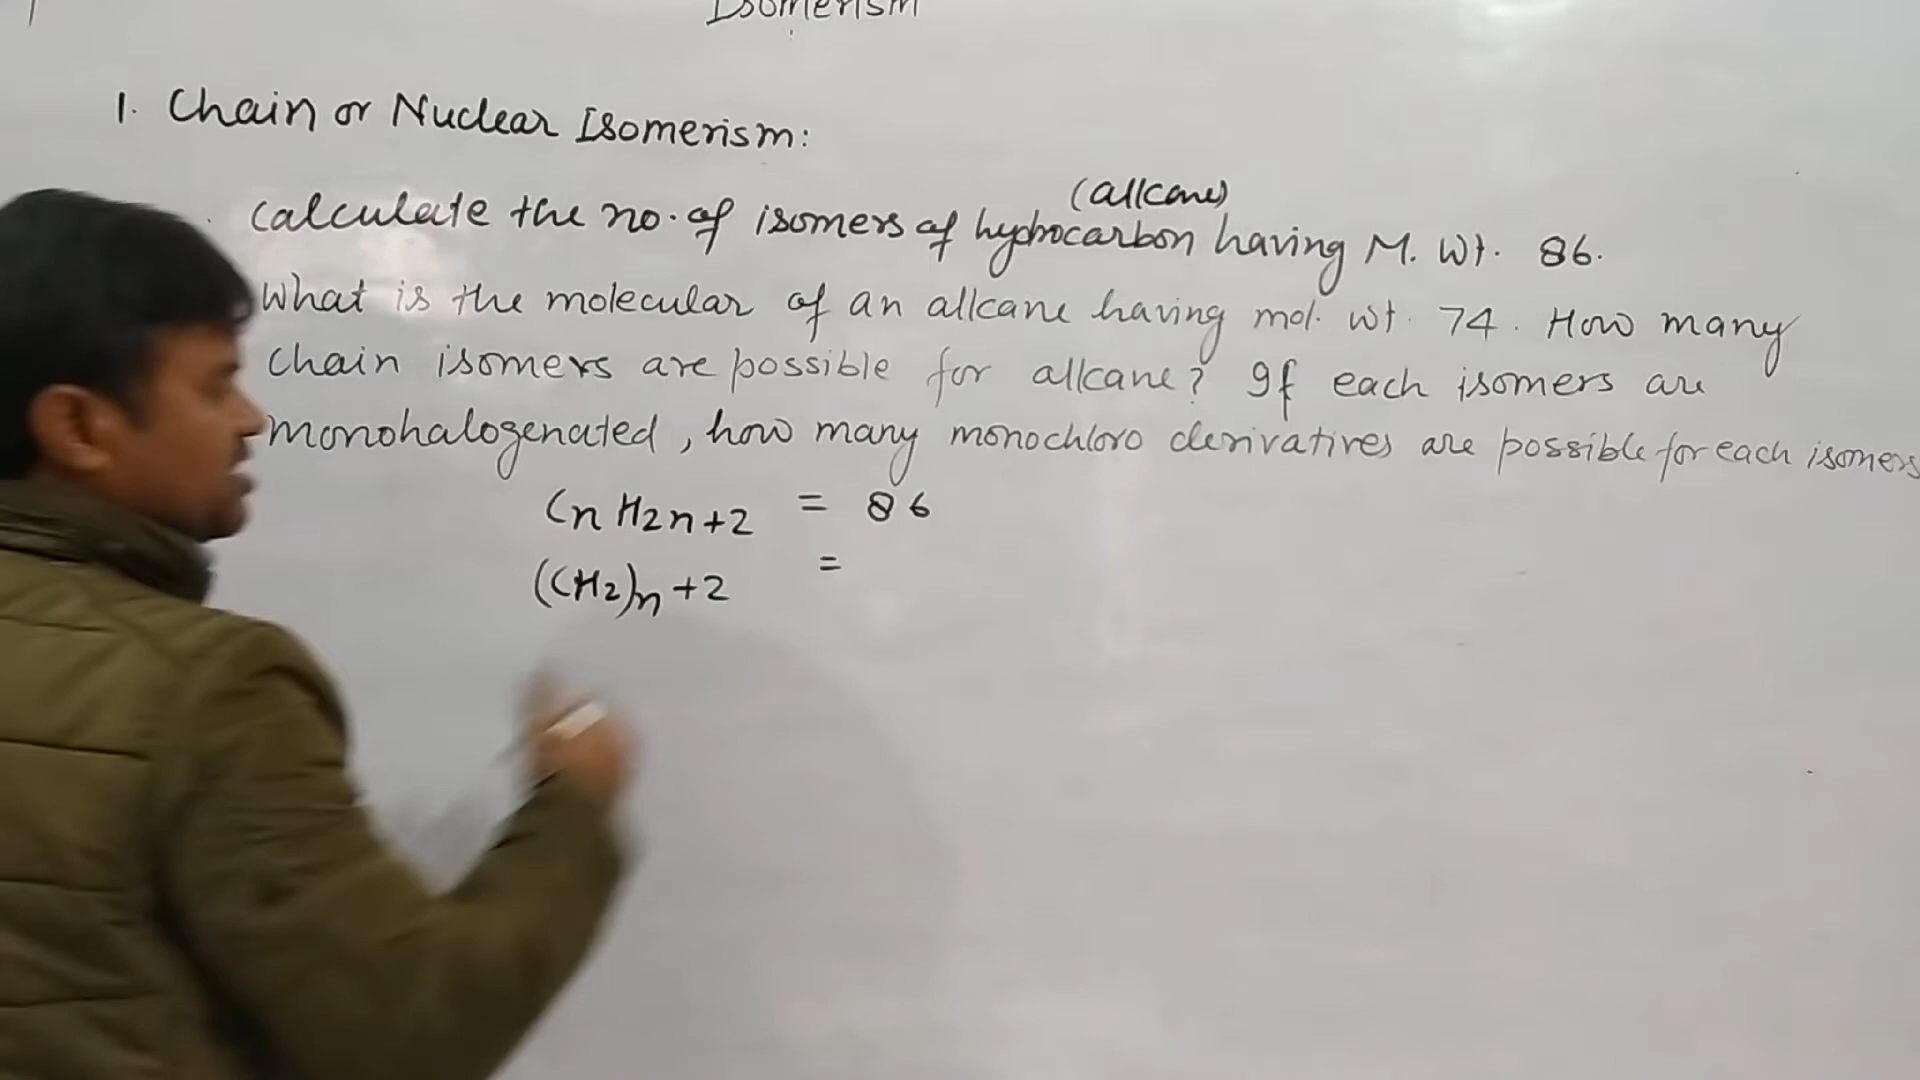 Isomerism
1. Chain or Nuclear Isomerism:
(alkane)
Calculate the no. of isomers of hydrocarbon having M. Wt. 86.
What is the molecular of an alkane having mol. wt. 74. How many
chain isomers are possible for alkane? If each isomers are
monohalogenated, how many monochloro derivatives are possible for each isomers
CnH2n+2 = 86
(CH2)n+2 =